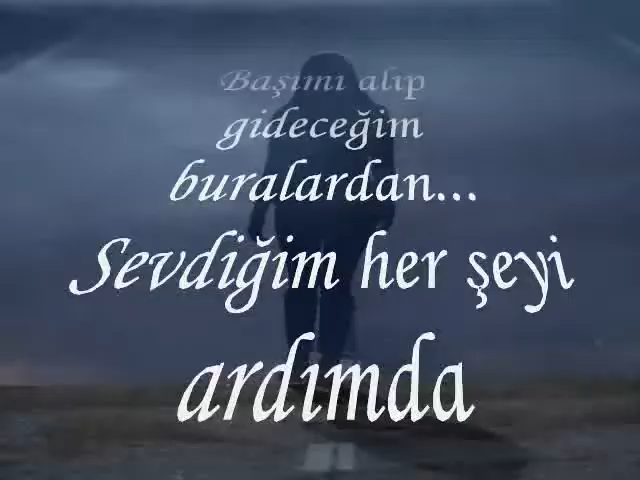 Başımı alıp
gideceğim
buralardan...
Sevdiğim her şeyi
ardımda